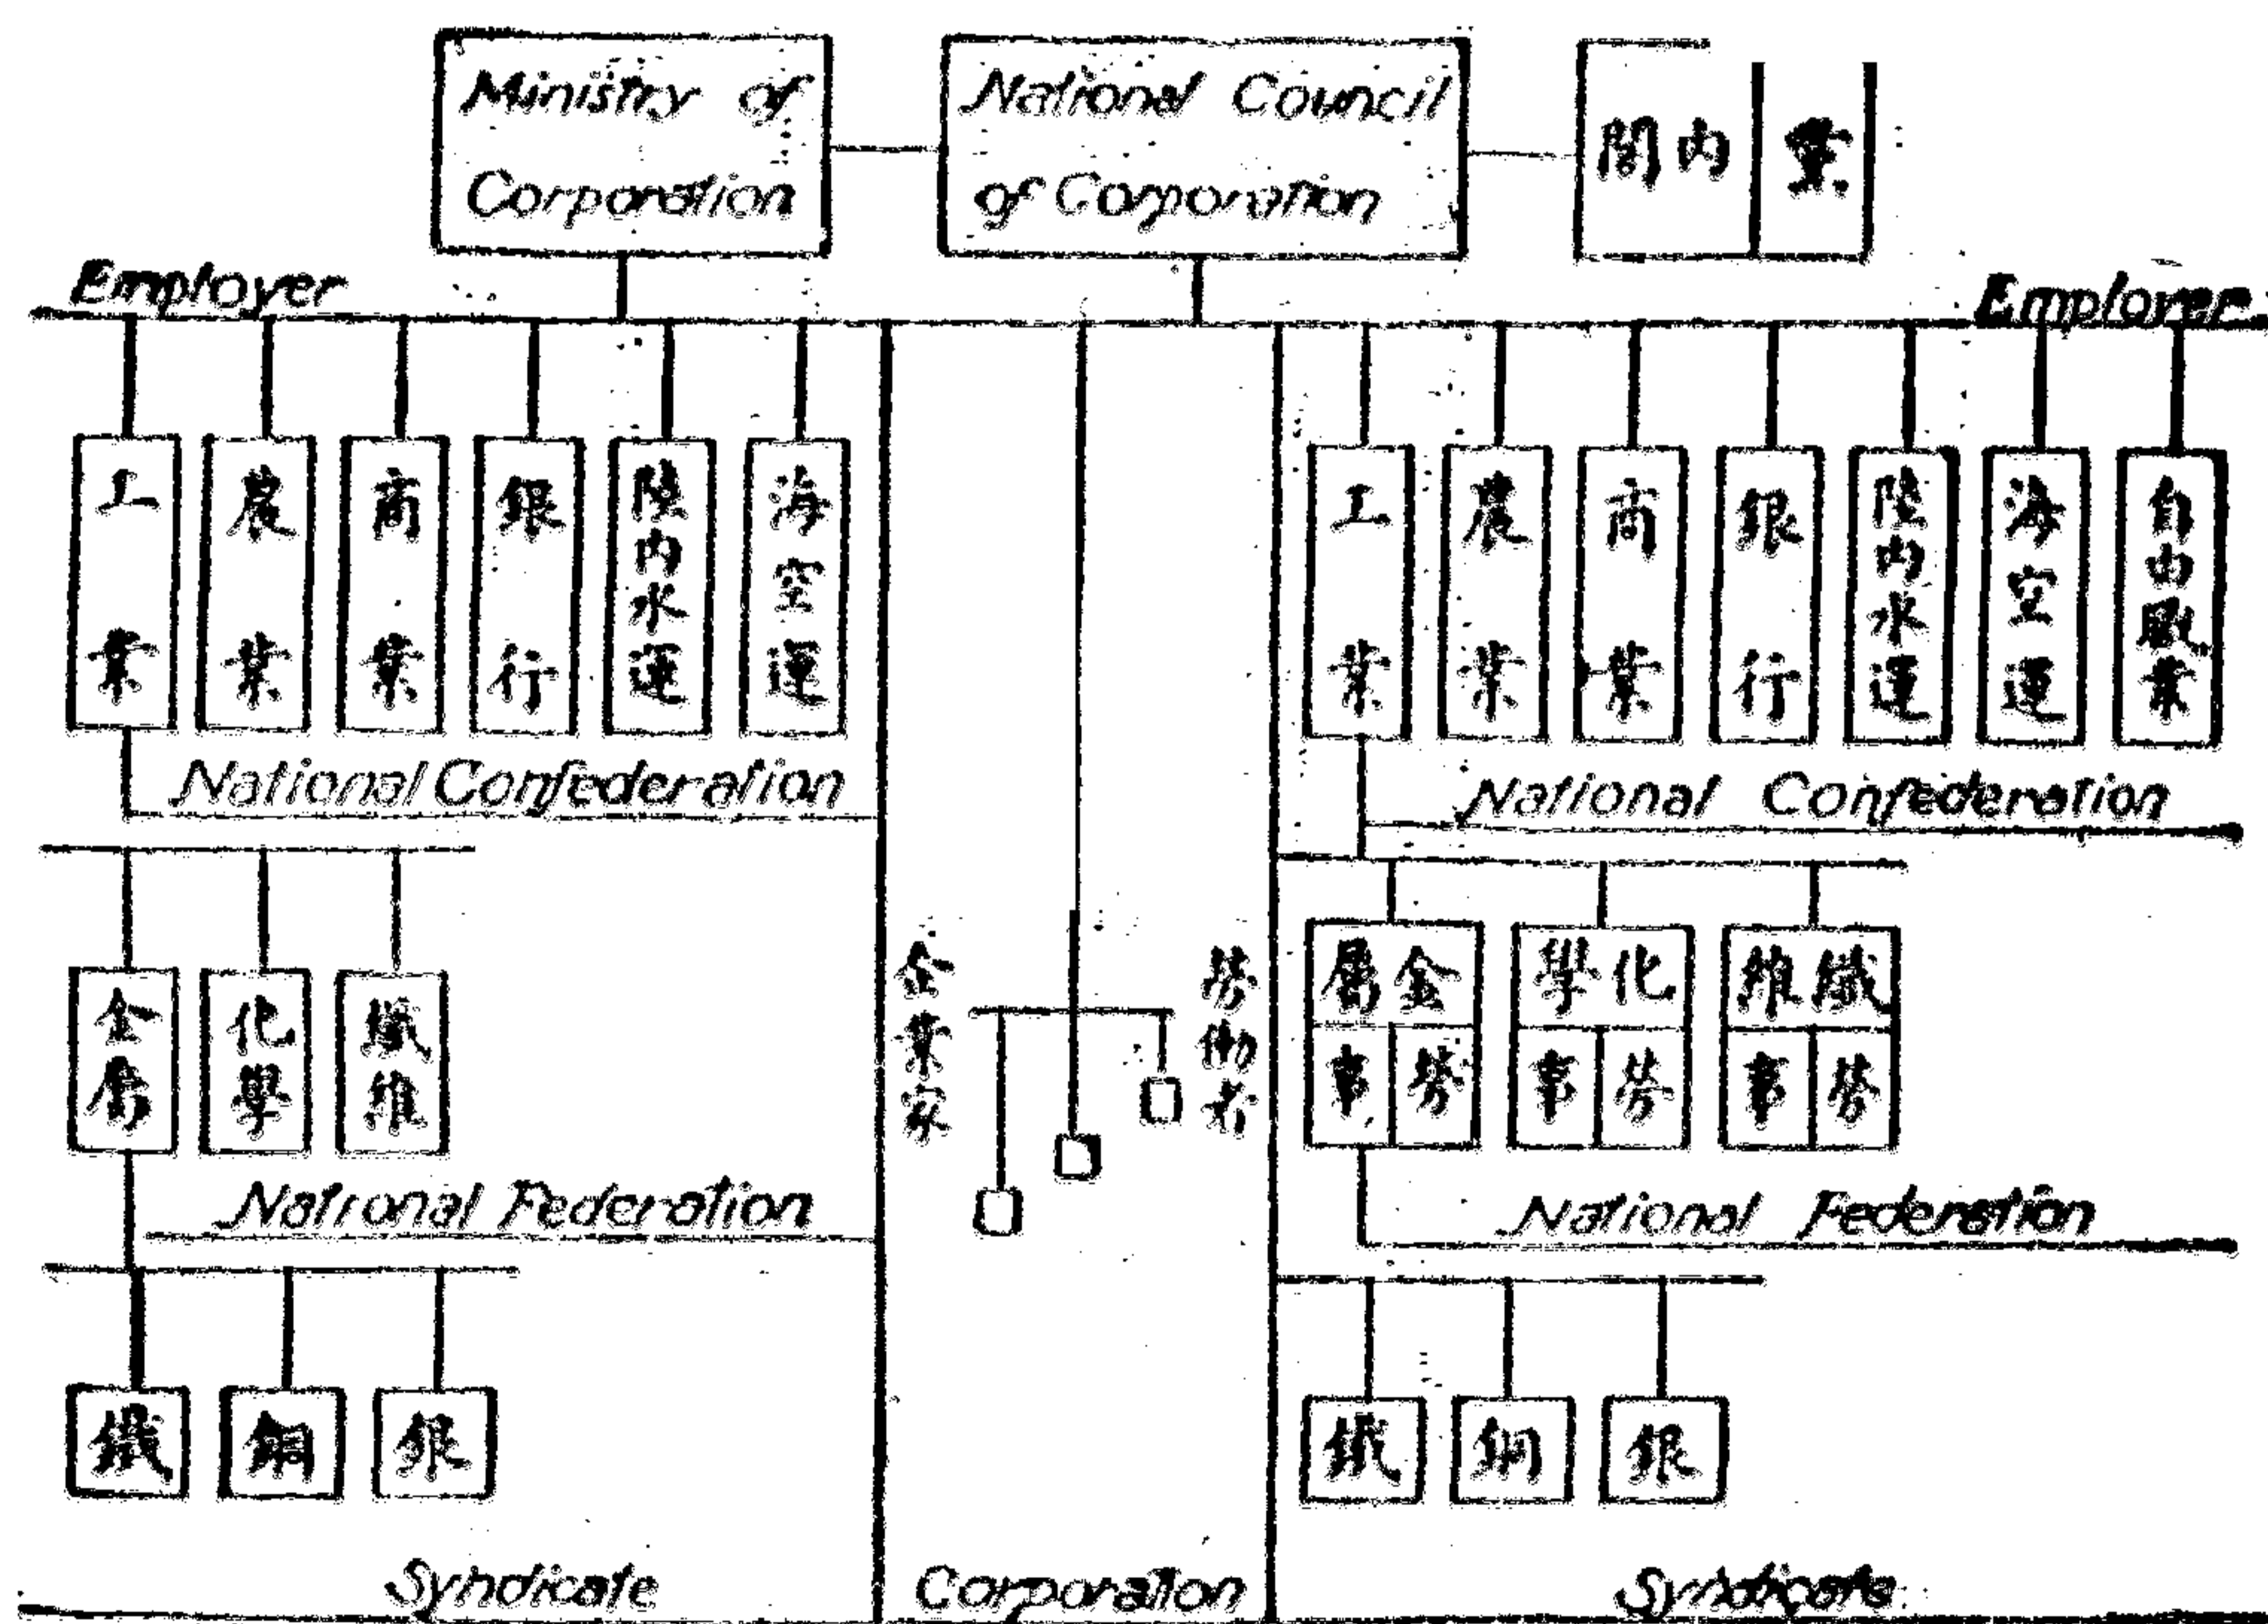 Ministry of
Corporation
National Council
of Corporation
閣内
黨
Employer
Employer
工業
農業
商業
銀行
陸内水運
海空運
工業
農業
商業
銀行
陸内水運
海空運
自由職業
National Confederation
National Confederation
金屬
化學
纖維
企業家
勞働者
屬金
事
勞
學化
事
勞
維纖
事
勞
National Federation
National Federation
鐵
銅
銀
鐵
銅
銀
Syndicate
Corporation
Syndicate